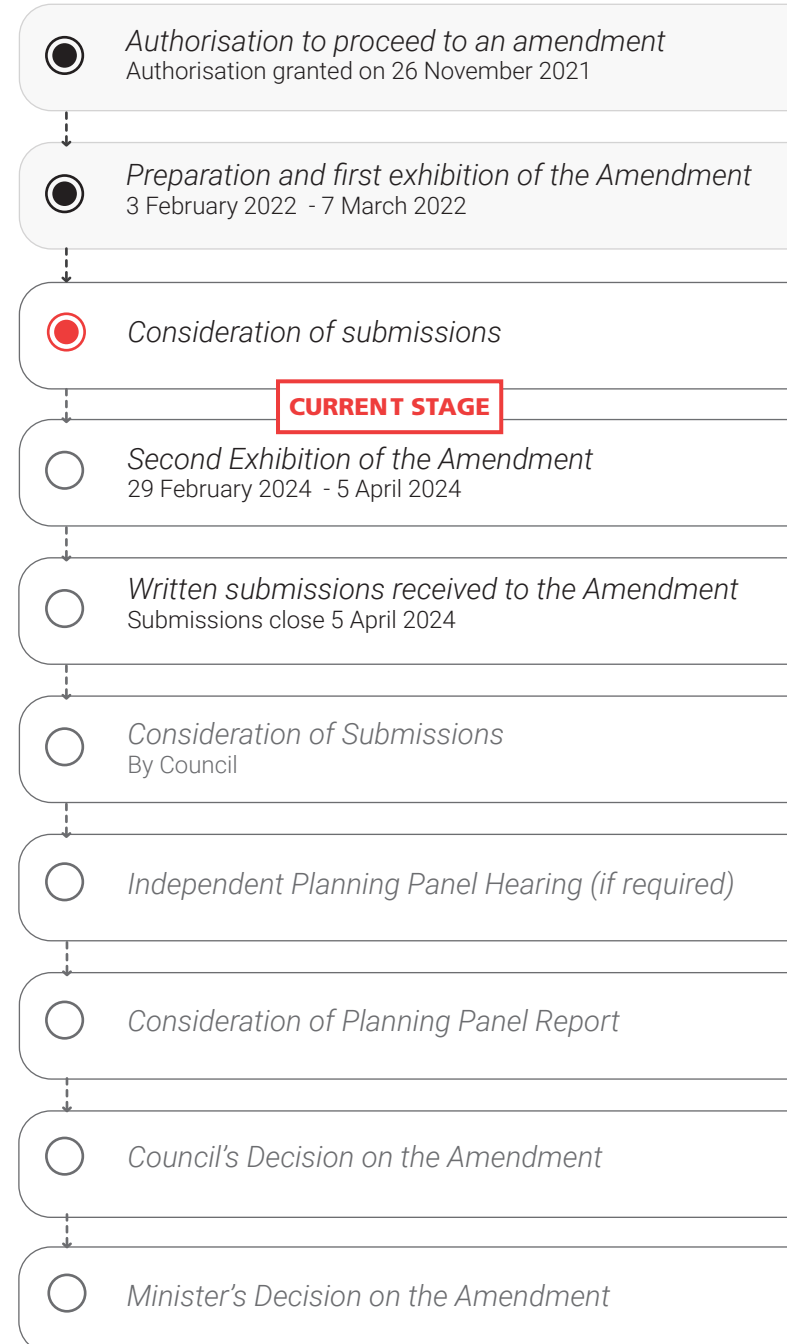 Authorisation to proceed to an amendment
Authorisation granted on 26 November 2021
Preparation and first exhibition of the Amendment
3 February 2022 - 7 March 2022
Consideration of submissions
CURRENT STAGE
Second Exhibition of the Amendment
29 February 2024 - 5 April 2024
Written submissions received to the Amendment
Submissions close 5 April 2024
Consideration of Submissions
By Council
Independent Planning Panel Hearing (if required)
Consideration of Planning Panel Report
Council's Decision on the Amendment
Minister's Decision on the Amendment